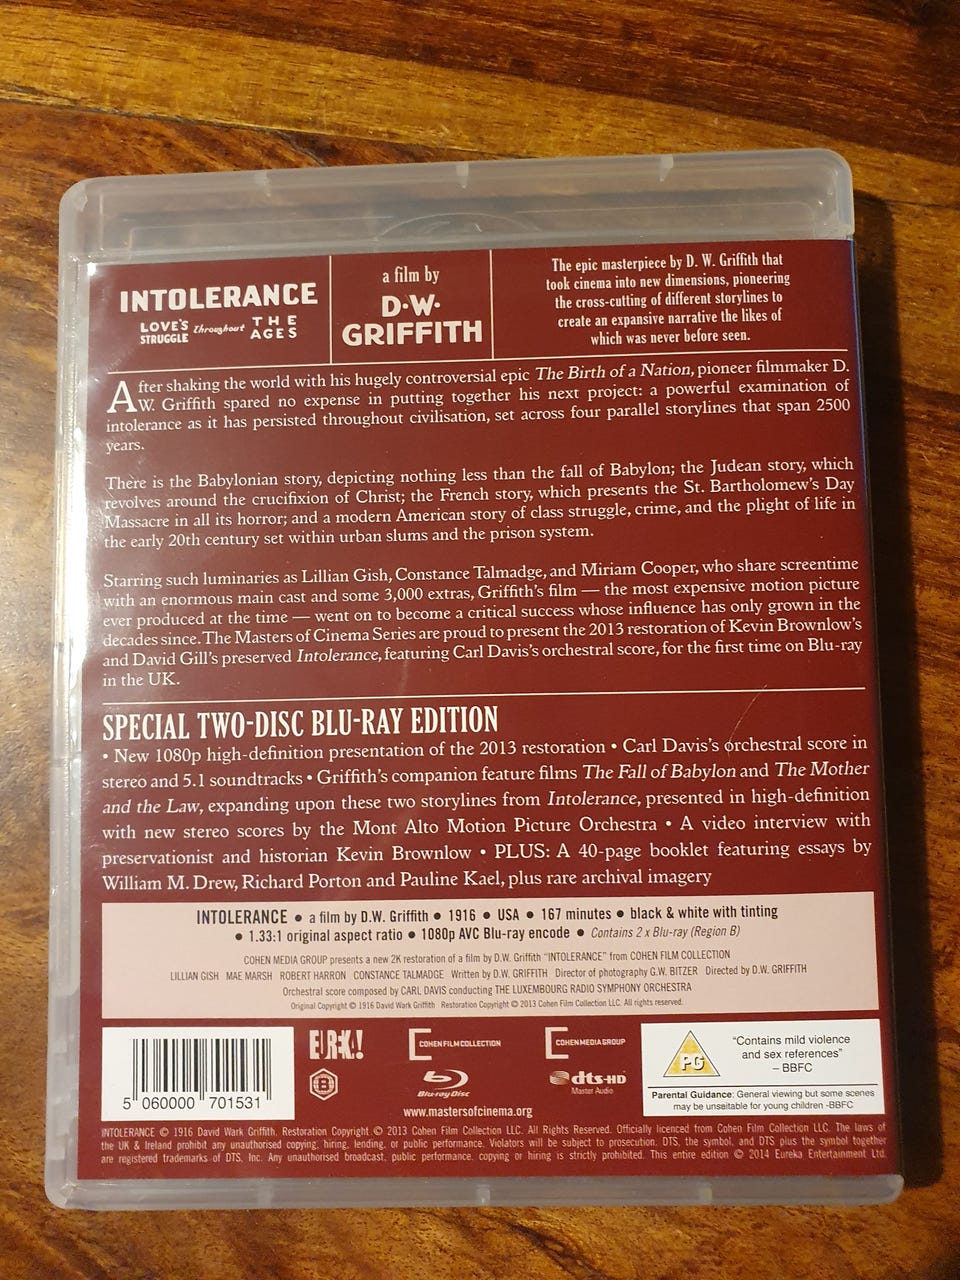 INTOLERANCE
LOVE'S STRUGGLE Throughout THE AGES
a film by
D·W·
GRIFFITH
The epic masterpiece by D. W. Griffith that
took cinema into new dimensions, pioneering
the cross-cutting of different storylines to
create an expansive narrative the likes of
which was never before seen.
After shaking the world with his hugely controversial epic The Birth of a Nation, pioneer filmmaker D.
W. Griffith spared no expense in putting together his next project: a powerful examination of
intolerance as it has persisted throughout civilisation, set across four parallel storylines that span 2500
years.
There is the Babylonian story, depicting nothing less than the fall of Babylon; the Judean story, which
revolves around the crucifixion of Christ; the French story, which presents the St. Bartholomew's Day
Massacre in all its horror; and a modern American story of class struggle, crime, and the plight of life in
the early 20th century set within urban slums and the prison system.
Starring such luminaries as Lillian Gish, Constance Talmadge, and Miriam Cooper, who share screentime
with an enormous main cast and some 3,000 extras, Griffith's film — the most expensive motion picture
ever produced at the time — went on to become a critical success whose influence has only grown in the
decades since. The Masters of Cinema Series are proud to present the 2013 restoration of Kevin Brownlow's
and David Gill's preserved Intolerance, featuring Carl Davis's orchestral score, for the first time on Blu-ray
in the UK.
SPECIAL TWO-DISC BLU-RAY EDITION
• New 1080p high-definition presentation of the 2013 restoration • Carl Davis's orchestral score in
stereo and 5.1 soundtracks • Griffith's companion feature films The Fall of Babylon and The Mother
and the Law, expanding upon these two storylines from Intolerance, presented in high-definition
with new stereo scores by the Mont Alto Motion Picture Orchestra • A video interview with
preservationist and historian Kevin Brownlow • PLUS: A 40-page booklet featuring essays by
William M. Drew, Richard Porton and Pauline Kael, plus rare archival imagery
INTOLERANCE • a film by D.W. Griffith • 1916 • USA • 167 minutes • black & white with tinting
• 1.33:1 original aspect ratio • 1080p AVC Blu-ray encode • Contains 2 x Blu-ray (Region B)
COHEN MEDIA GROUP presents a new 2K restoration of a film by D.W. Griffith "INTOLERANCE" from COHEN FILM COLLECTION
LILLIAN GISH MAE MARSH ROBERT HARRON CONSTANCE TALMADGE Written by D.W. GRIFFITH Director of photography G.W. BITZER Directed by D.W. GRIFFITH
Orchestral score composed by CARL DAVIS conducting THE LUXEMBOURG RADIO SYMPHONY ORCHESTRA
Original Copyright © 1916 David Wark Griffith Restoration Copyright © 2013 Cohen Film Collection LLC. All rights reserved.
5 060000 701531
EUREKA!
B
COHEN FILM COLLECTION
COHEN MEDIA GROUP
Blu-ray Disc
dts-HD
Master Audio
www.mastersofcinema.org
PG
"Contains mild violence
and sex references"
– BBFC
Parental Guidance: General viewing but some scenes
may be unsuitable for young children -BBFC
INTOLERANCE © 1916 David Wark Griffith. Restoration Copyright © 2013 Cohen Film Collection LLC. All Rights Reserved. Officially licenced from Cohen Film Collection LLC. The laws of
the UK & Ireland prohibit any unauthorised copying, hiring, lending, or public performance. Violators will be subject to prosecution. DTS, the symbol, and DTS plus the symbol together
are registered trademarks of DTS, Inc. Any unauthorised broadcast, public performance, copying or hiring is strictly prohibited. This entire edition © 2014 Eureka Entertainment Ltd.